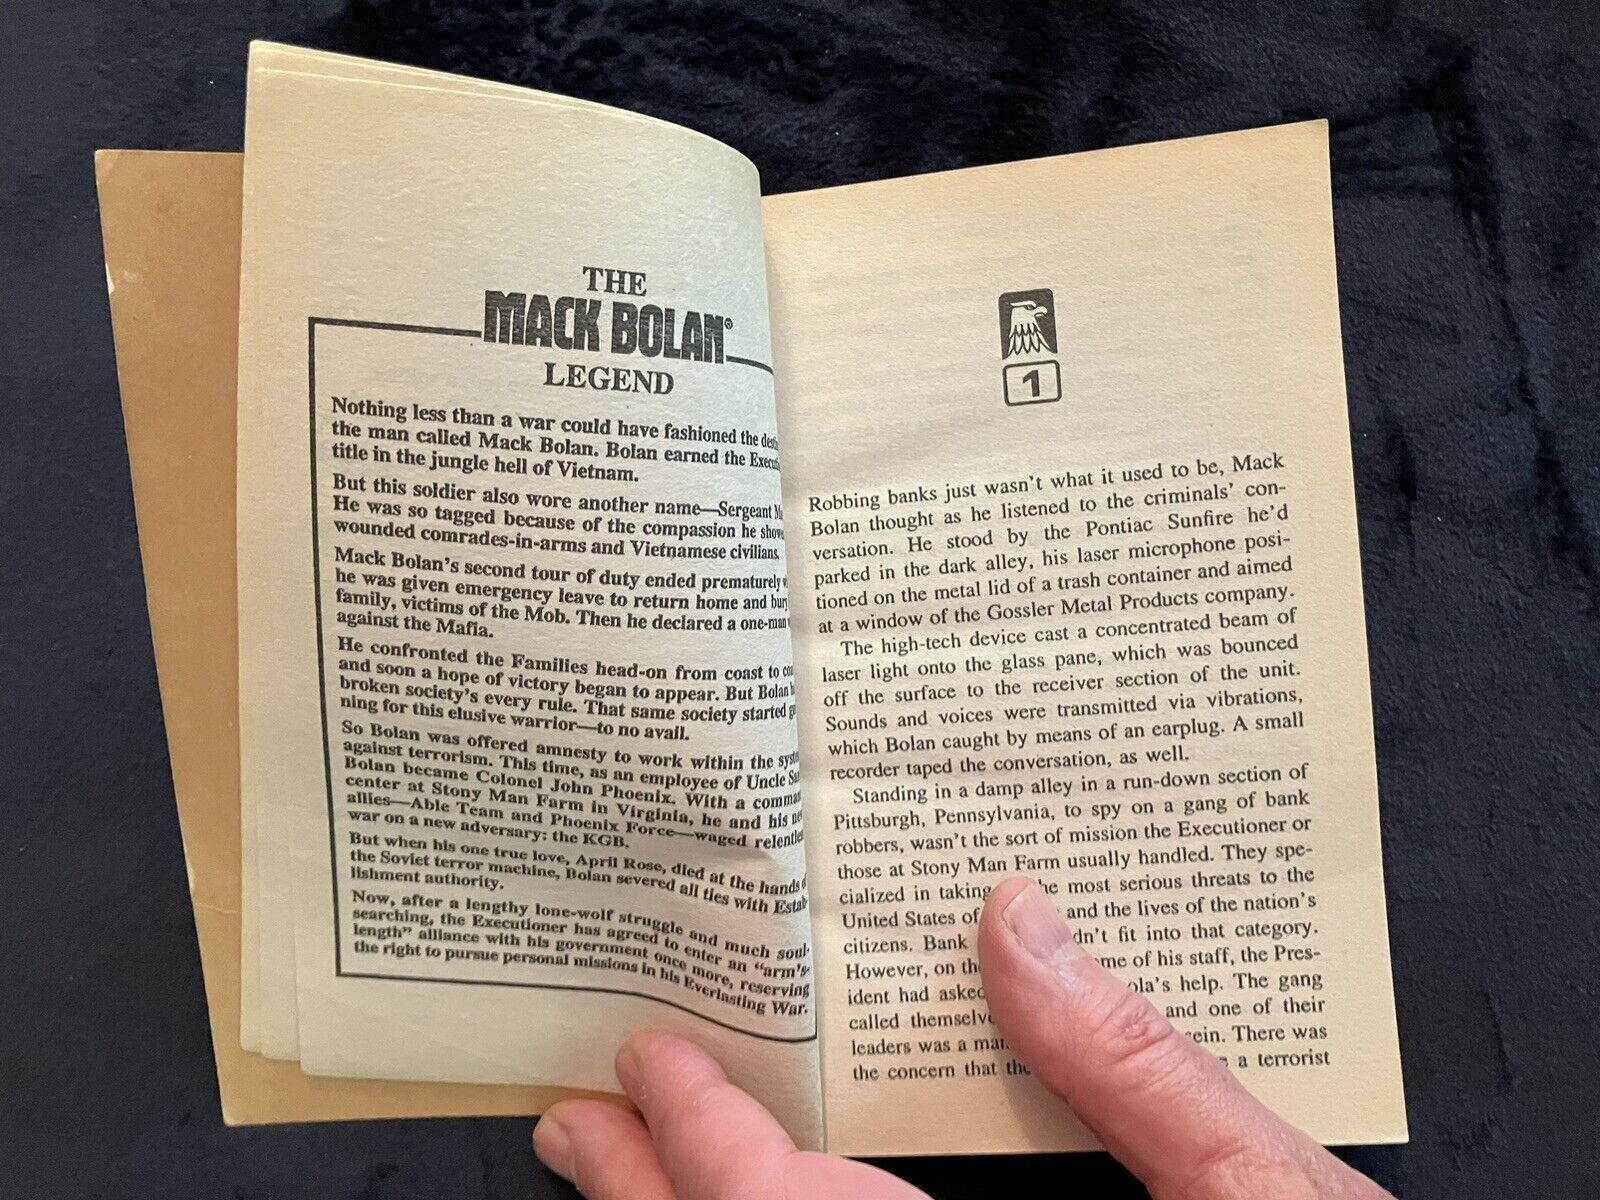 THE
MACK BOLAN®
LEGEND
Nothing less than a war could have fashioned the
the man called Mack Bolan. Bolan earned the
title in the jungle hell of Vietnam.
But this soldier also wore another name—Sergeant
He was so tagged because of the compassion he
wounded comrades-in-arms and Vietnamese civilians.
Mack Bolan's second tour of duty ended prematurely
he was given emergency leave to return home and
family, victims of the Mob. Then he declared a one-man
against the Mafia.
He confronted the Families head-on from coast to
and soon a hope of victory began to appear. But Bolan
broken society's every rule. That same society started
ning for this elusive warrior—to no avail.
So Bolan was offered amnesty to work within the
against terrorism. This time, as an employee of Uncle
Bolan became Colonel John Phoenix. With a
center at Stony Man Farm in Virginia, he and his
allies—Able Team and Phoenix Force—waged
war on a new adversary: the KGB.
But when his one true love, April Rose, died at the hands
the Soviet terror machine, Bolan severed all ties with Estab-
lishment authority.
Now, after a lengthy lone-wolf struggle and much soul-
searching, the Executioner has agreed to enter an "arm's-
length" alliance with his government once more, reserving
the right to pursue personal missions in his Everlasting War.
1
Robbing banks just wasn't what it used to be, Mack
Bolan thought as he listened to the criminals' con-
versation. He stood by the Pontiac Sunfire he'd
parked in the dark alley, his laser microphone posi-
tioned on the metal lid of a trash container and aimed
at a window of the Gossler Metal Products company.
The high-tech device cast a concentrated beam of
laser light onto the glass pane, which was bounced
off the surface to the receiver section of the unit.
Sounds and voices were transmitted via vibrations,
which Bolan caught by means of an earplug. A small
recorder taped the conversation, as well.
Standing in a damp alley in a run-down section of
Pittsburgh, Pennsylvania, to spy on a gang of bank
robbers, wasn't the sort of mission the Executioner or
those at Stony Man Farm usually handled. They spe-
cialized in taking he most serious threats to the
United States of and the lives of the nation's
citizens. Bank dn't fit into that category.
However, on me of his staff, the Pres-
ident had asked ola's help. The gang
called and one of their
leaders was a sein. There was
the concern that a terrorist